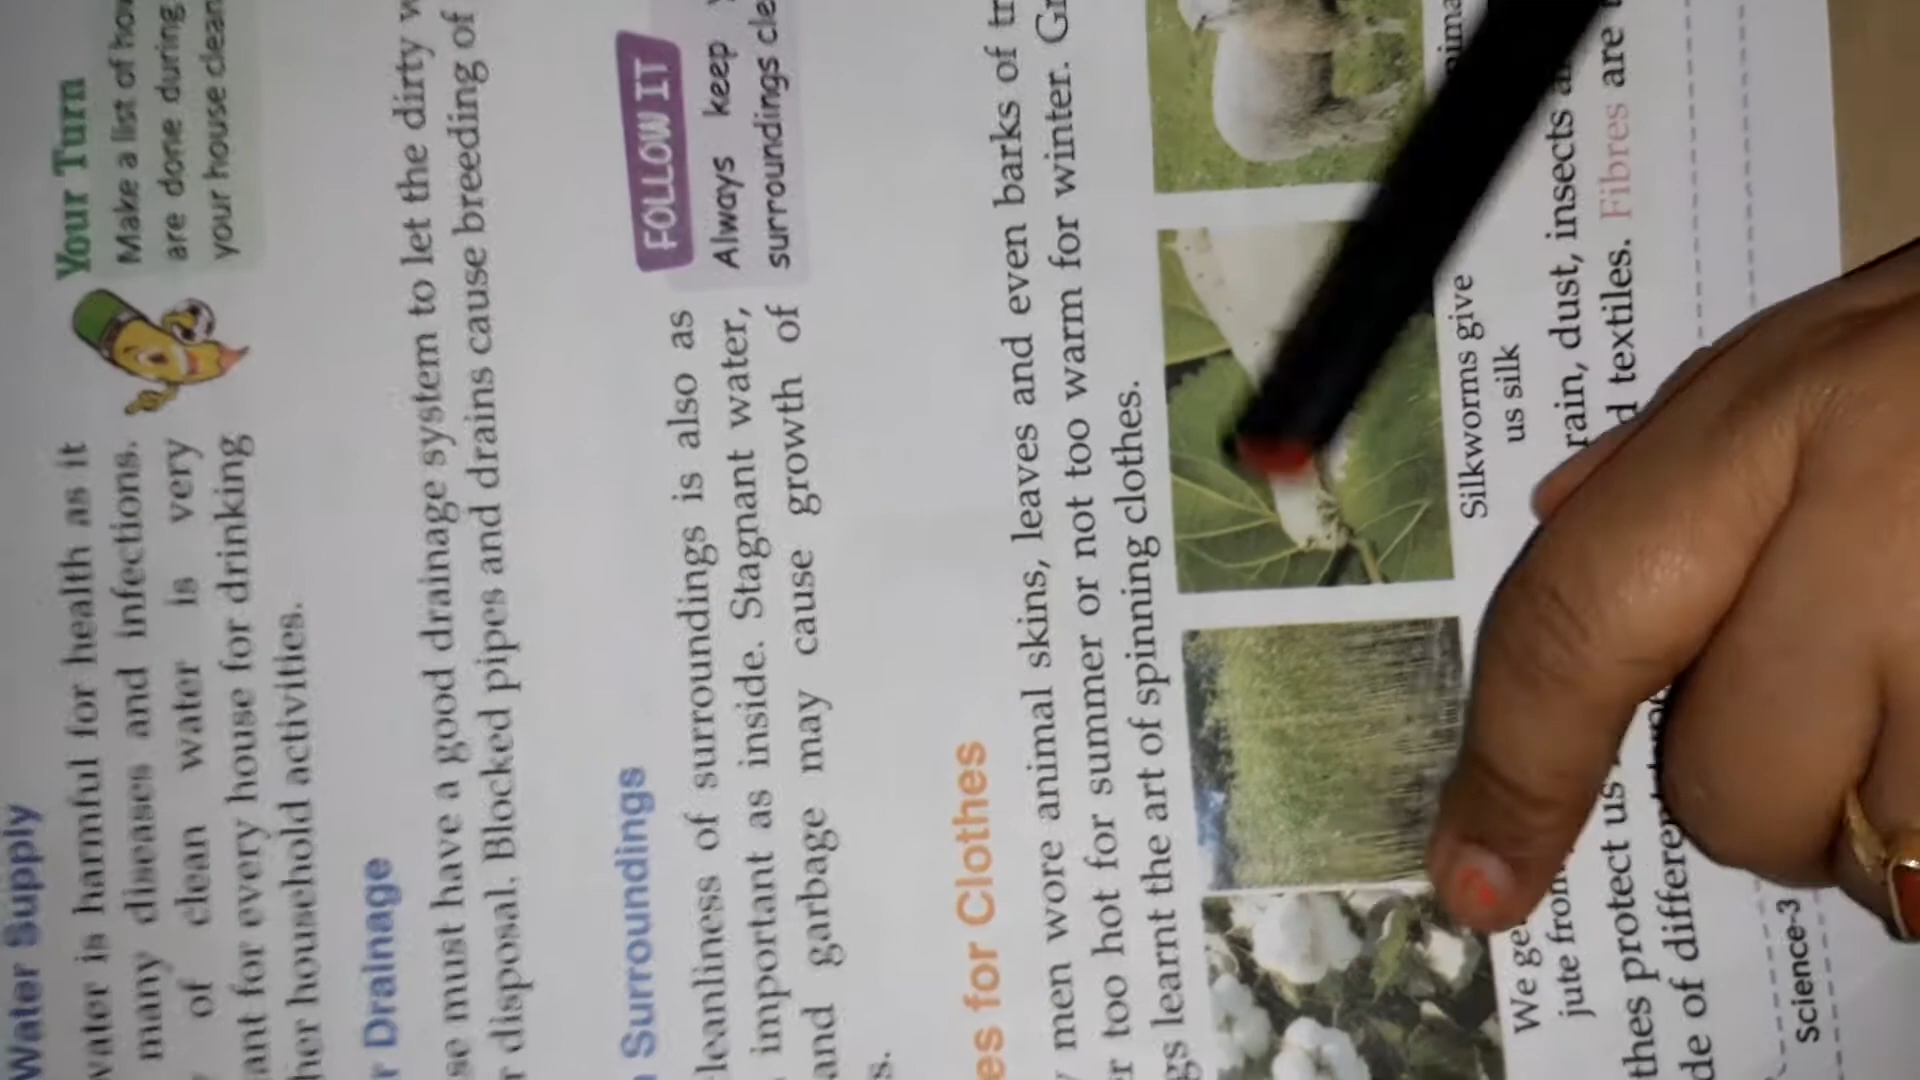 Water Supply
water is harmful for health as it
many diseases and infections.
of clean water is very
ant for every house for drinking
her household activities.
Your Turn
Make a list of how
are done during
your house clean
r Drainage
se must have a good drainage system to let the dirty
r disposal. Blocked pipes and drains cause breeding of
Surroundings
leanliness of surroundings is also as
important as inside. Stagnant water,
and garbage may cause growth of
s.
FOLLOW IT
Always keep
surroundings cle
es for Clothes
men wore animal skins, leaves and even barks of tr
r too hot for summer or not too warm for winter. Gr
gs learnt the art of spinning clothes.
We ge
jute from
Silkworms give
us silk
thes protect us rain, dust, insects a
de of different d textiles. Fibres are
Science-3